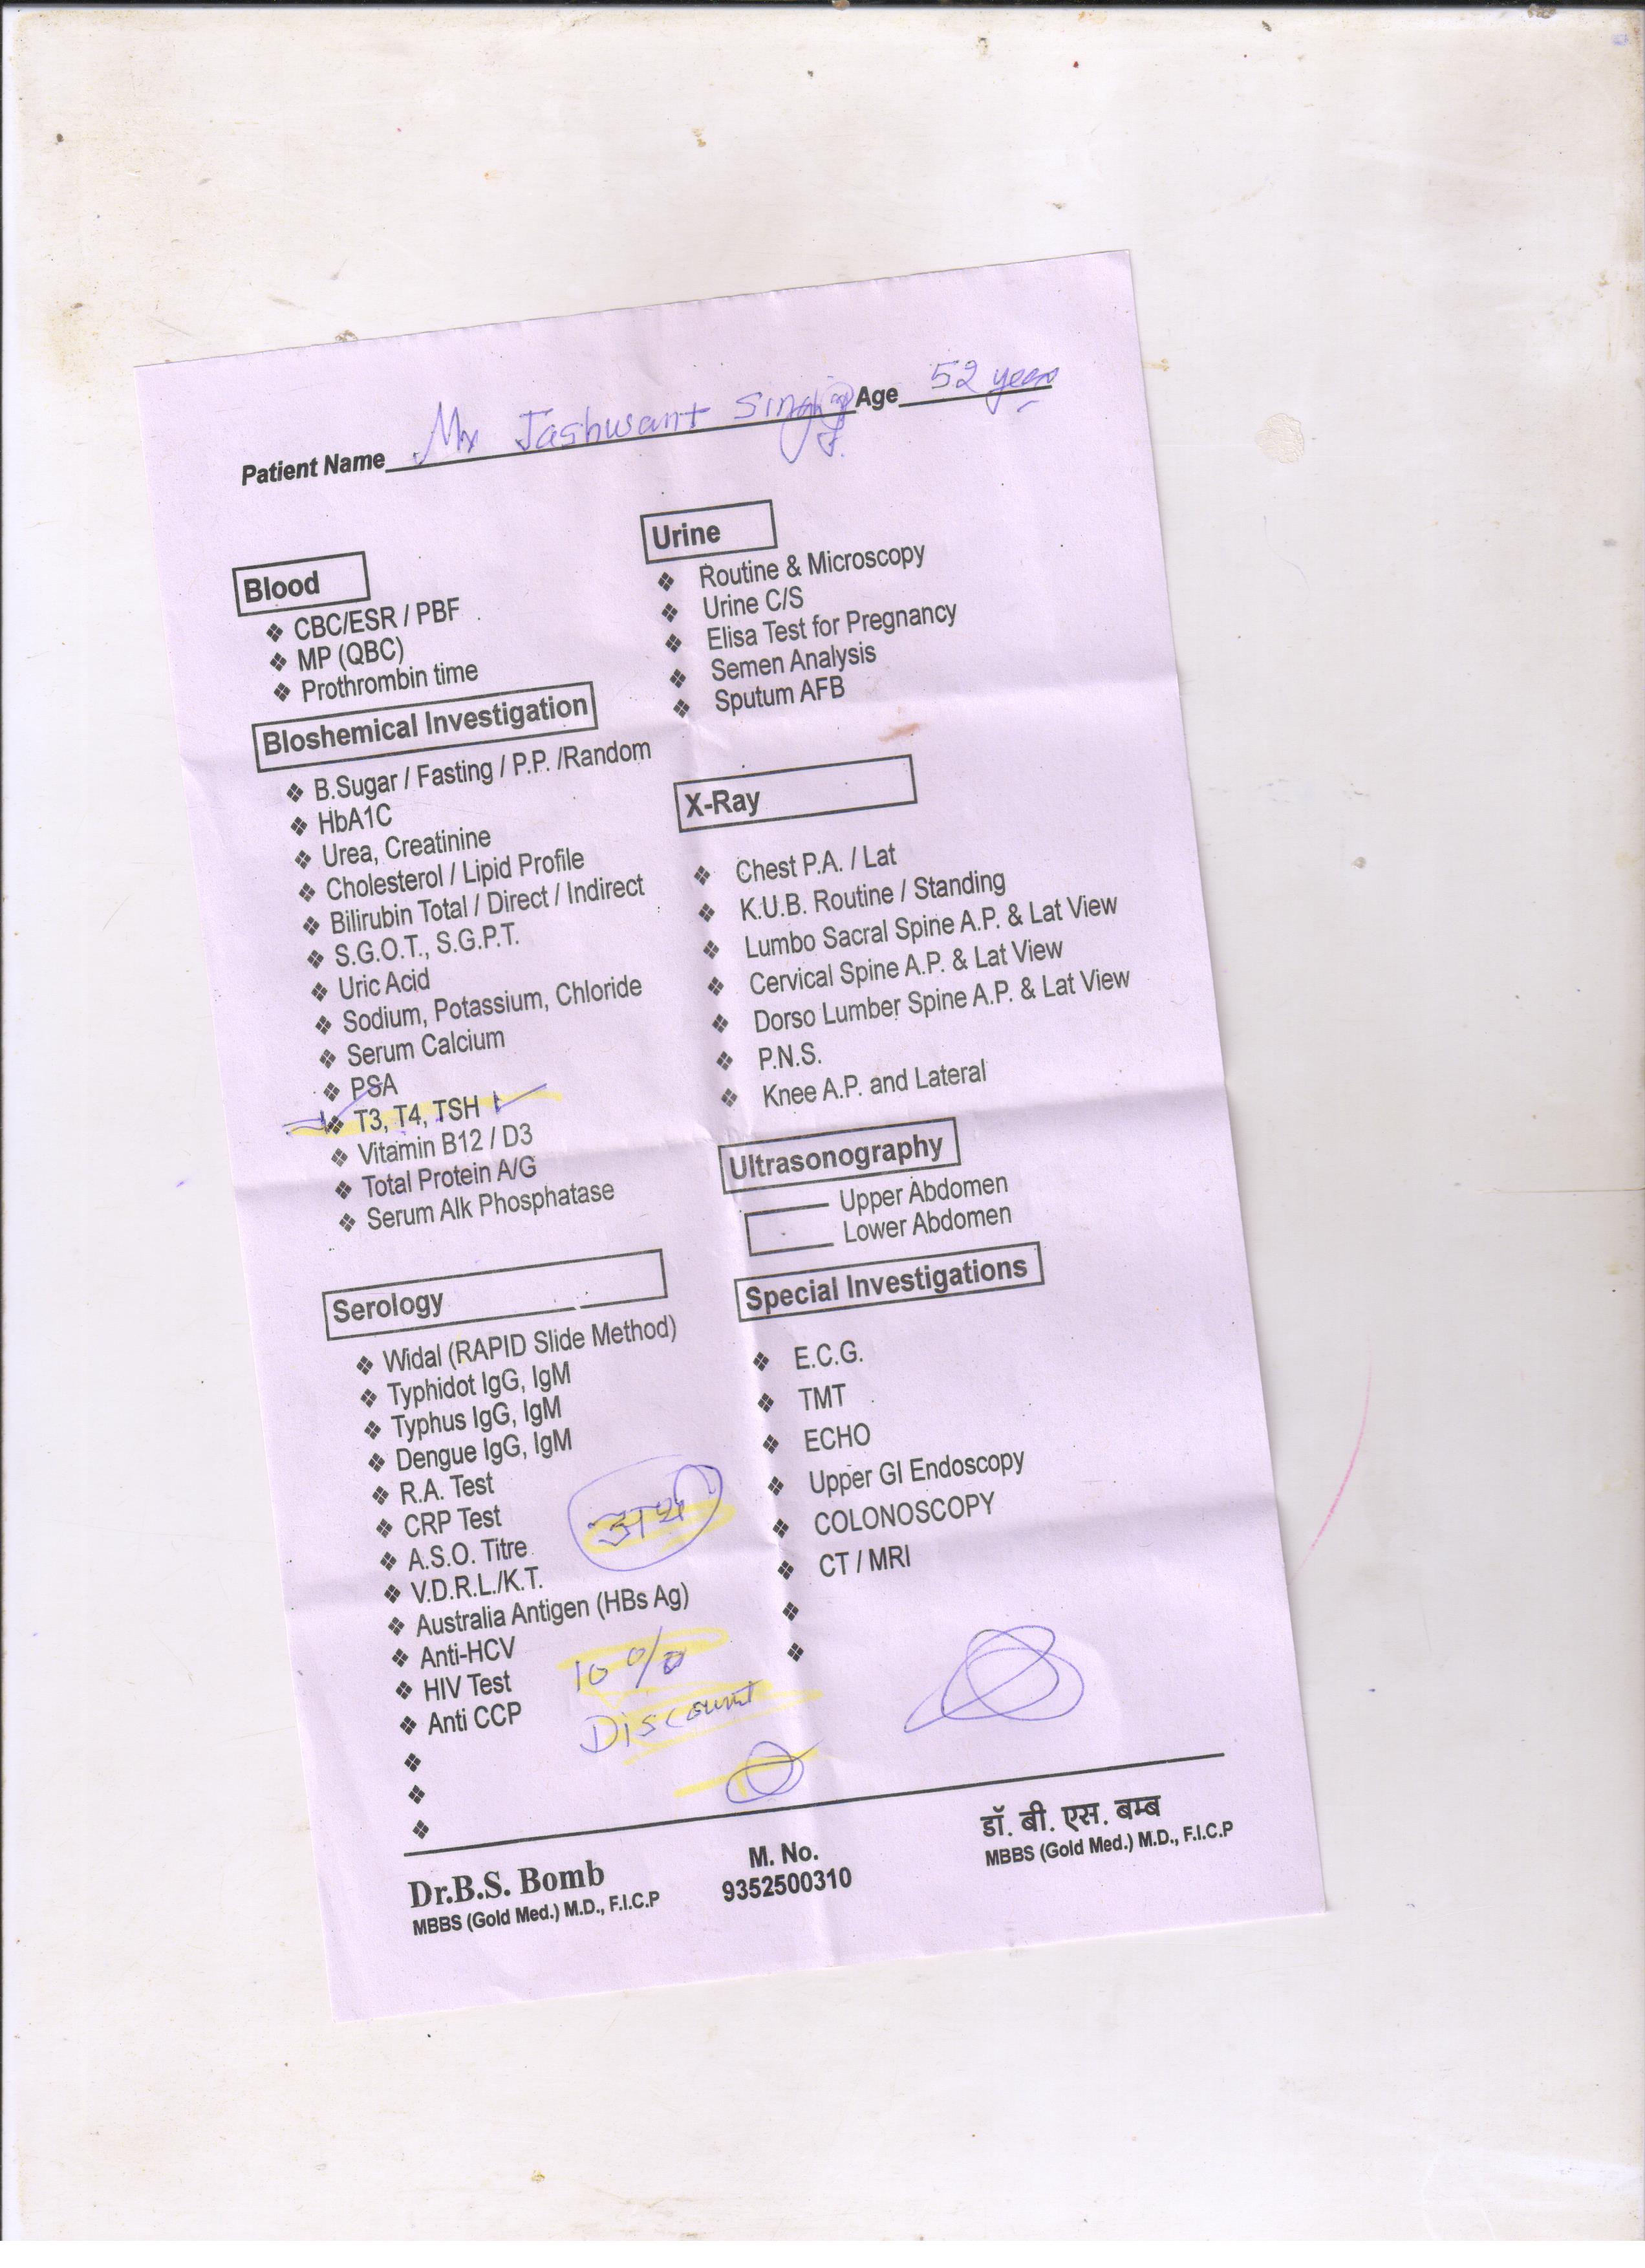 Patient Name Mr Jashwant Singh Age 52 years
Blood
CBC/ESR / PBF
MP (QBC)
Prothrombin time
Bloshemical Investigation
B.Sugar / Fasting / P.P. /Random
HbA1C
Urea, Creatinine
Cholesterol / Lipid Profile
Bilirubin Total / Direct / Indirect
S.G.O.T., S.G.P.T.
Uric Acid
Sodium, Potassium, Chloride
Serum Calcium
PSA
T3, T4, TSH
Vitamin B12 / D3
Total Protein A/G
Serum Alk Phosphatase
Serology
Widal (RAPID Slide Method)
Typhidot IgG, IgM
Typhus IgG, IgM
Dengue IgG, IgM
R.A. Test
CRP Test
A.S.O. Titre
V.D.R.L./K.T.
Australia Antigen (HBs Ag)
Anti-HCV
HIV Test
Anti CCP
10%
Discount
Urine
Routine & Microscopy
Urine C/S
Elisa Test for Pregnancy
Semen Analysis
Sputum AFB
X-Ray
Chest P.A. / Lat
K.U.B. Routine / Standing
Lumbo Sacral Spine A.P. & Lat View
Cervical Spine A.P. & Lat View
Dorso Lumber Spine A.P. & Lat View
P.N.S.
Knee A.P. and Lateral
Ultrasonography
Upper Abdomen
Lower Abdomen
Special Investigations
E.C.G.
TMT
ECHO
Upper GI Endoscopy
COLONOSCOPY
CT / MRI
Dr.B.S. Bomb
MBBS (Gold Med.) M.D., F.I.C.P
M. No.
9352500310
डॉ. बी. एस. बम्ब
MBBS (Gold Med.) M.D., F.I.C.P